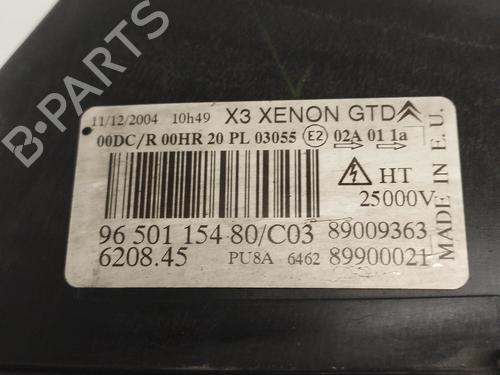 11/12/2004 10h49 X3 XENON GTD
00DC/R 00HR 20 PL 03055 E2 02A 01 1a
HT
25000V
96 501 154 80/C03 89009363
6208.45 PU8A 6462 89900021
MADE IN E.U.
B-PARTS